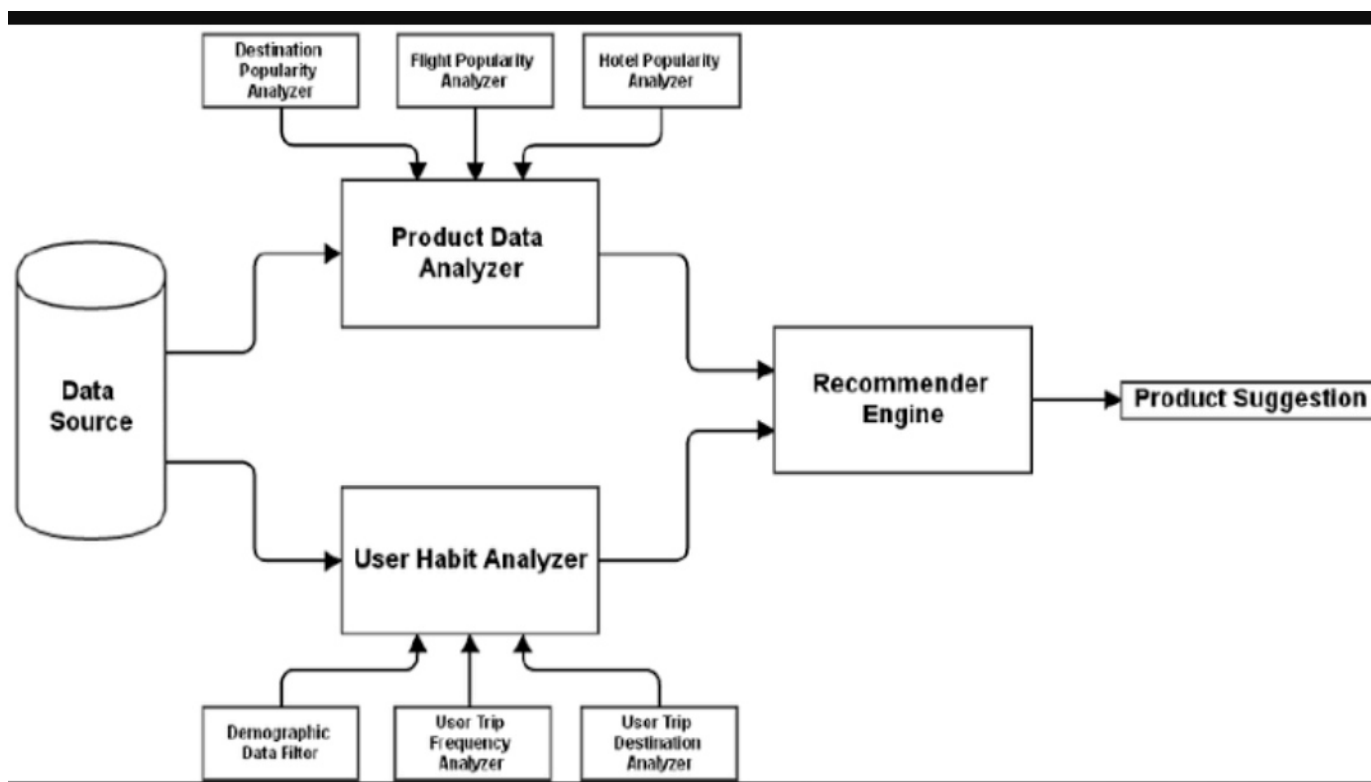 Destination
Popularity
Analyzer
Flight Popularity
Analyzer
Hotel Popularity
Analyzer
Product Data
Analyzer
Data
Source
Recommender
Engine
Product Suggestion
User Habit Analyzer
Demographic
Data Filter
User Trip
Frequency
Analyzer
User Trip
Destination
Analyzer